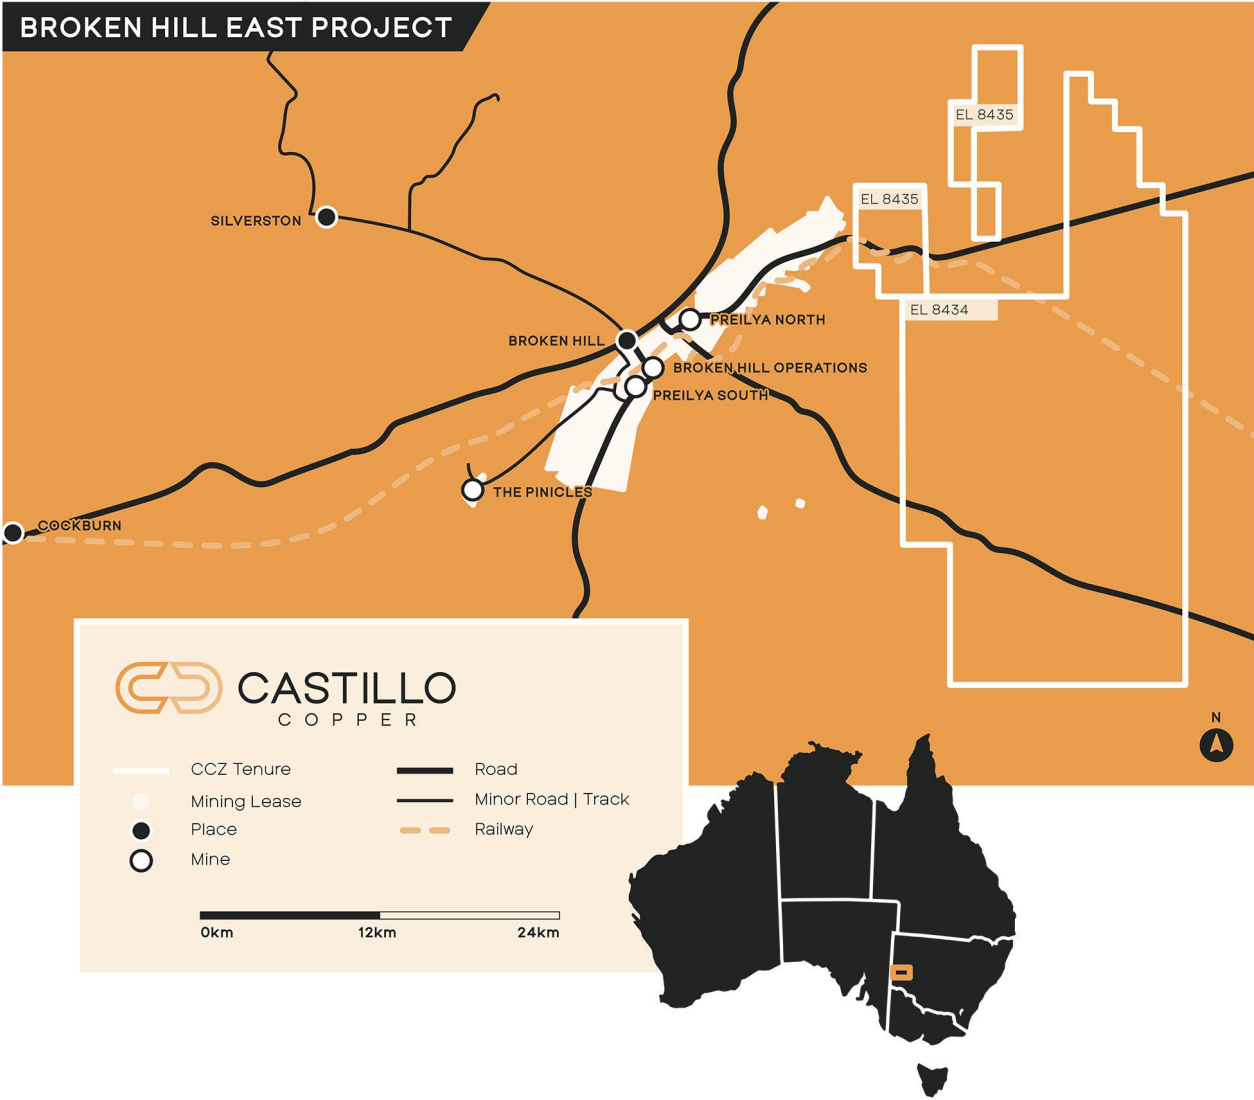 BROKEN HILL EAST PROJECT
EL 8435
EL 8435
SILVERSTON
EL 8434
PREILYA NORTH
BROKEN HILL
BROKEN HILL OPERATIONS
PREILYA SOUTH
THE PINICLES
COCKBURN
CASTILLO
COPPER
N
CCZ Tenure
Road
Mining Lease
Minor Road | Track
Place
Railway
Mine
0km 12km 24km